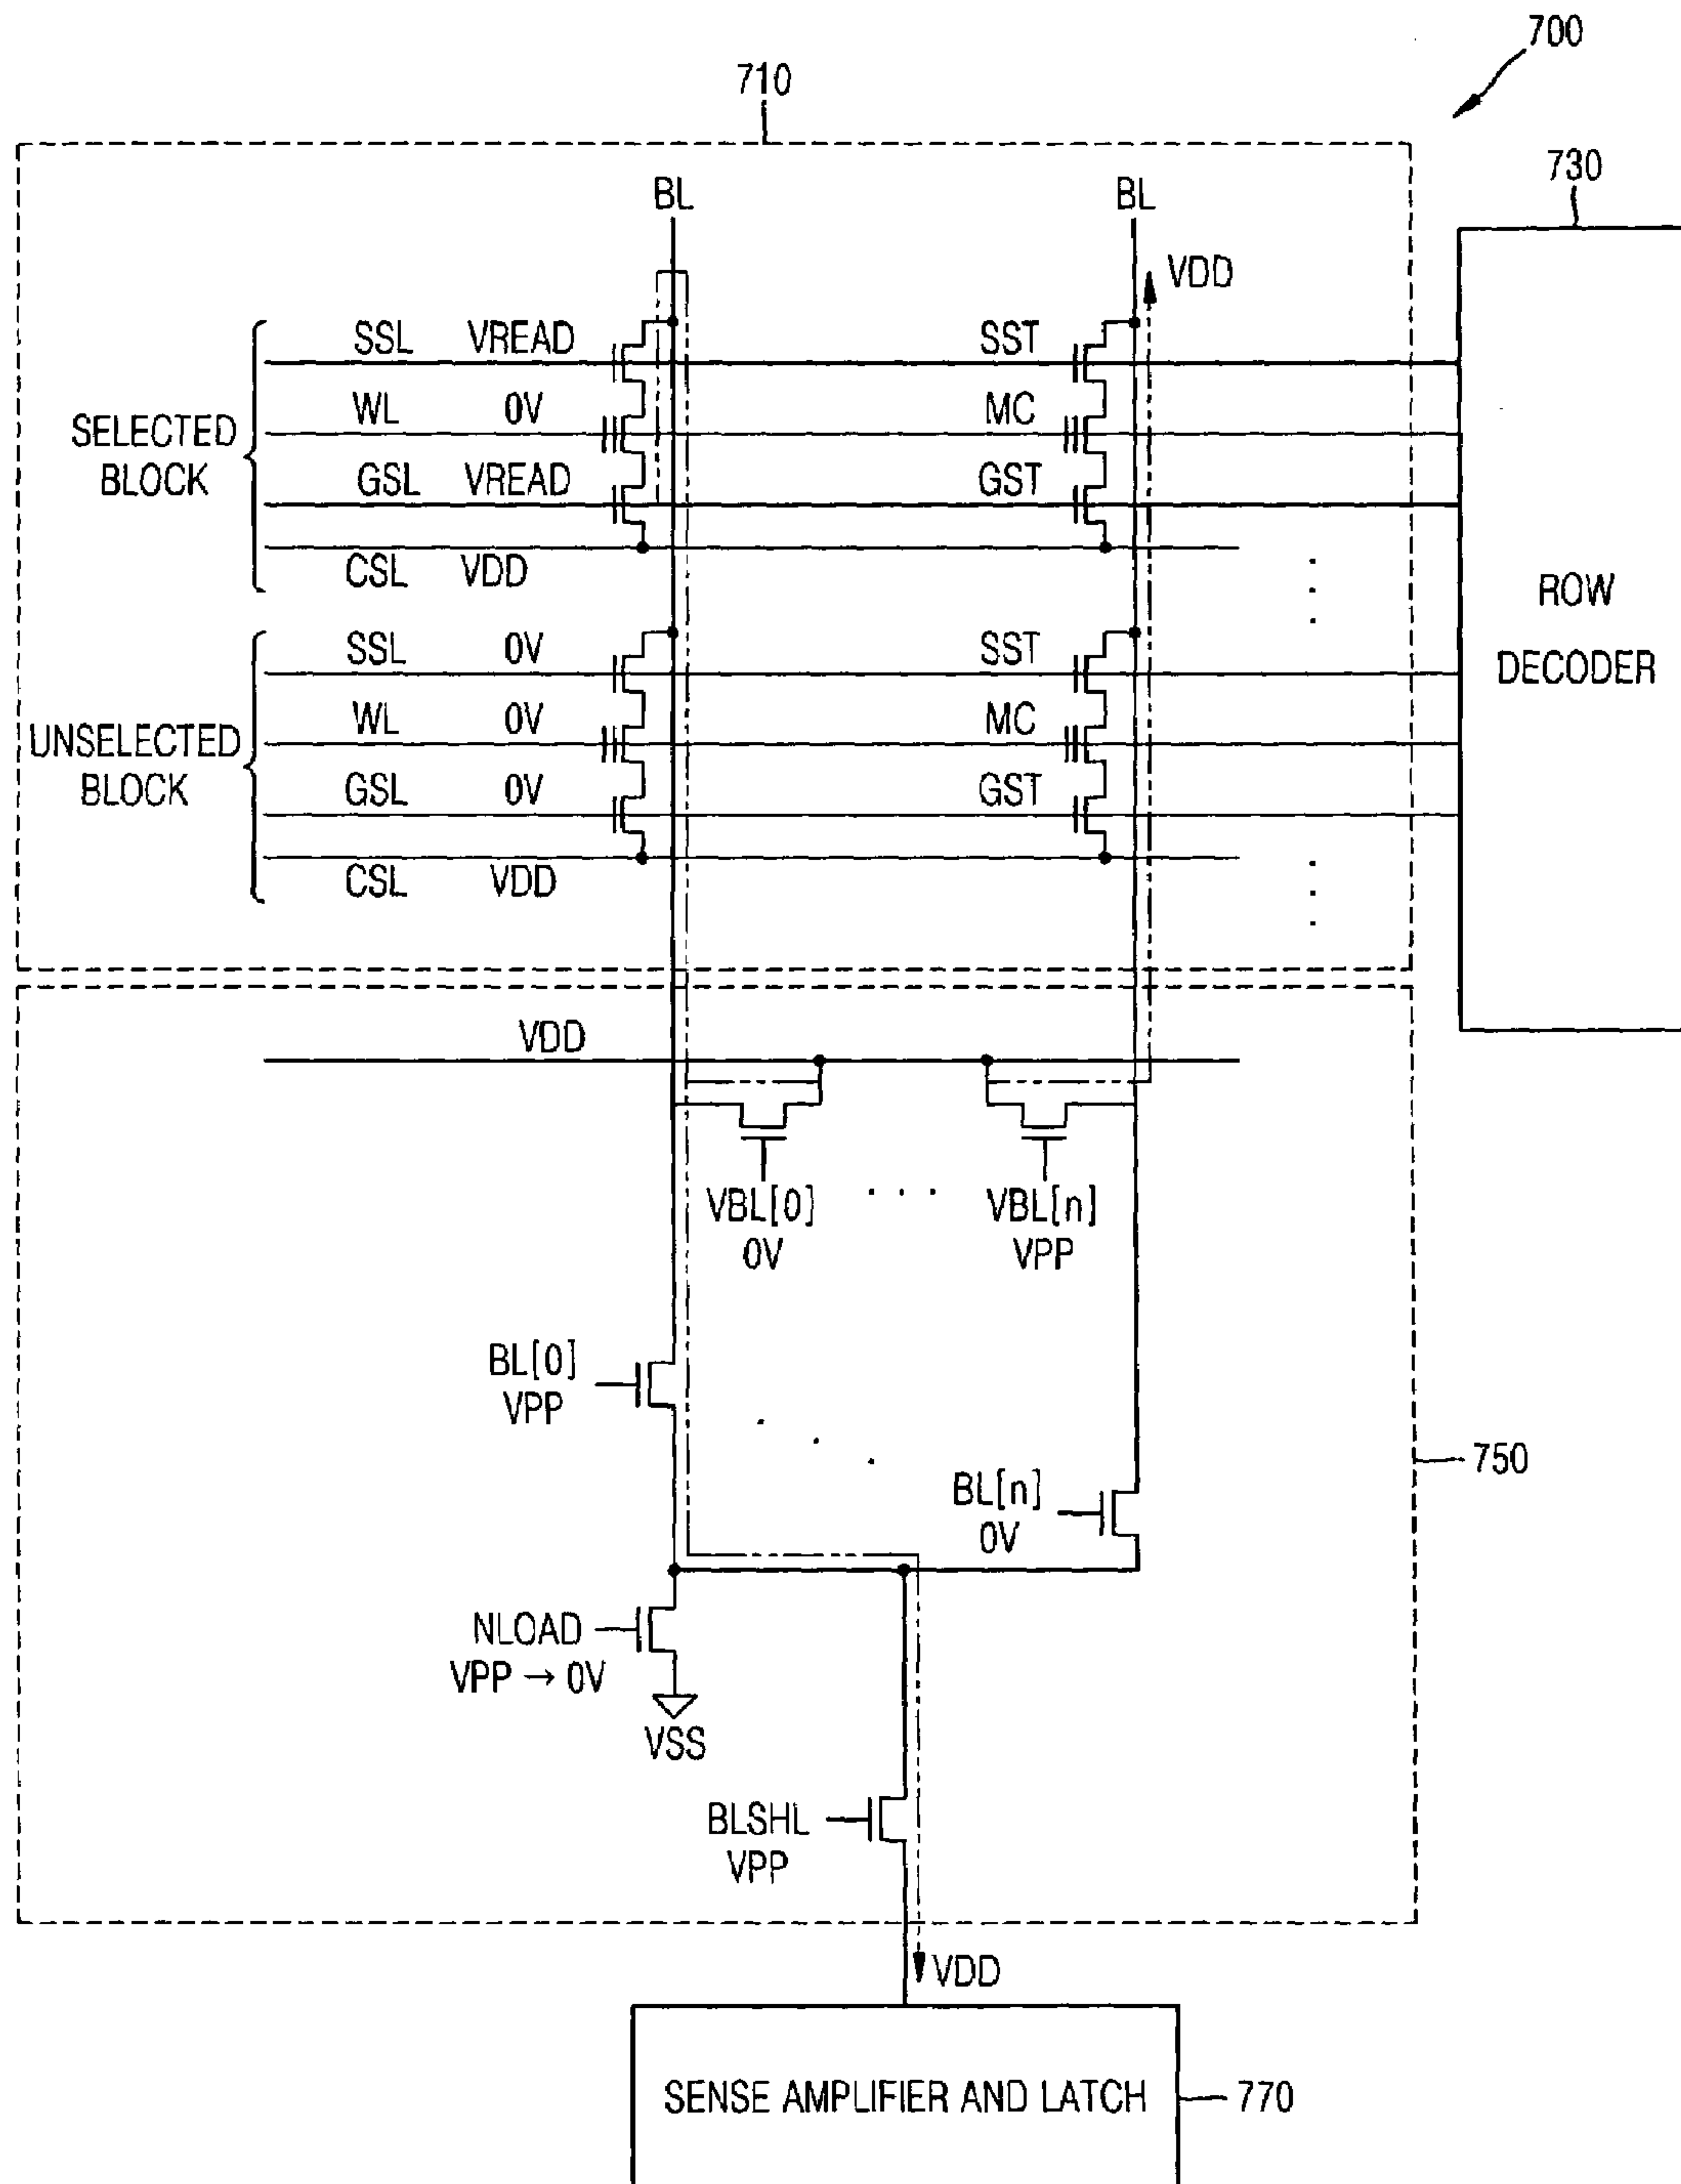 700
710
730
BL
BL
VDD
SSL VREAD SST
WL 0V MC
GSL VREAD GST
CSL VDD
SELECTED
BLOCK
ROW
DECODER
SSL 0V SST
WL 0V MC
GSL 0V GST
CSL VDD
UNSELECTED
BLOCK
VDD
VBL[0]
0V
. . .
VBL[n]
VPP
BL[0]
VPP
BL[n]
0V
750
NLOAD
VPP → 0V
VSS
BLSHL
VPP
VDD
SENSE AMPLIFIER AND LATCH
770